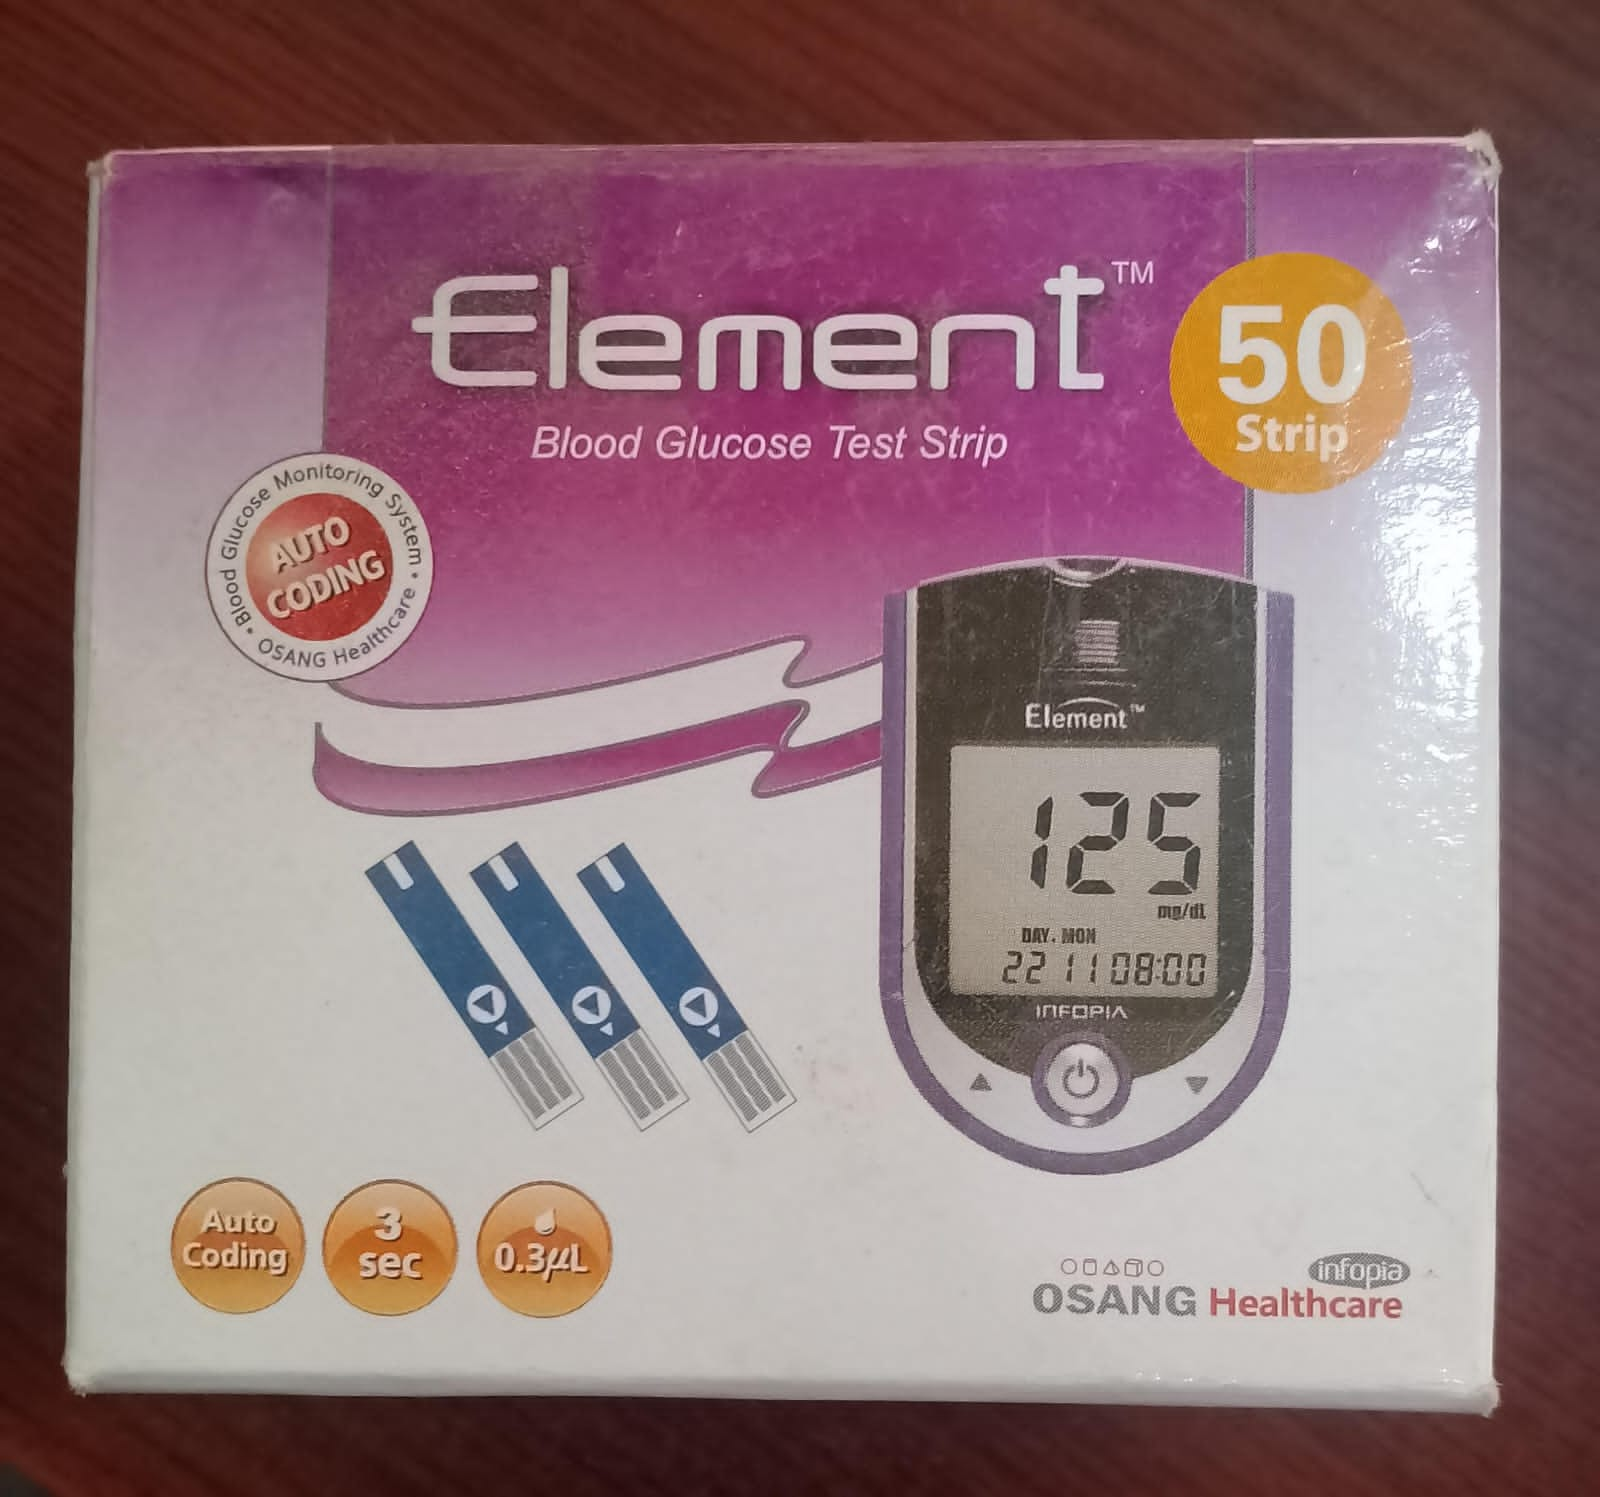 Element™
50
Strip
Blood Glucose Test Strip
• Blood Glucose Monitoring System •
OSANG Healthcare
AUTO
CODING
Element™
125
mg/dL
DAY. MON
22 11 08:00
INFOPIA
Auto
Coding
3
sec
0.3μL
infopia
OSANG Healthcare